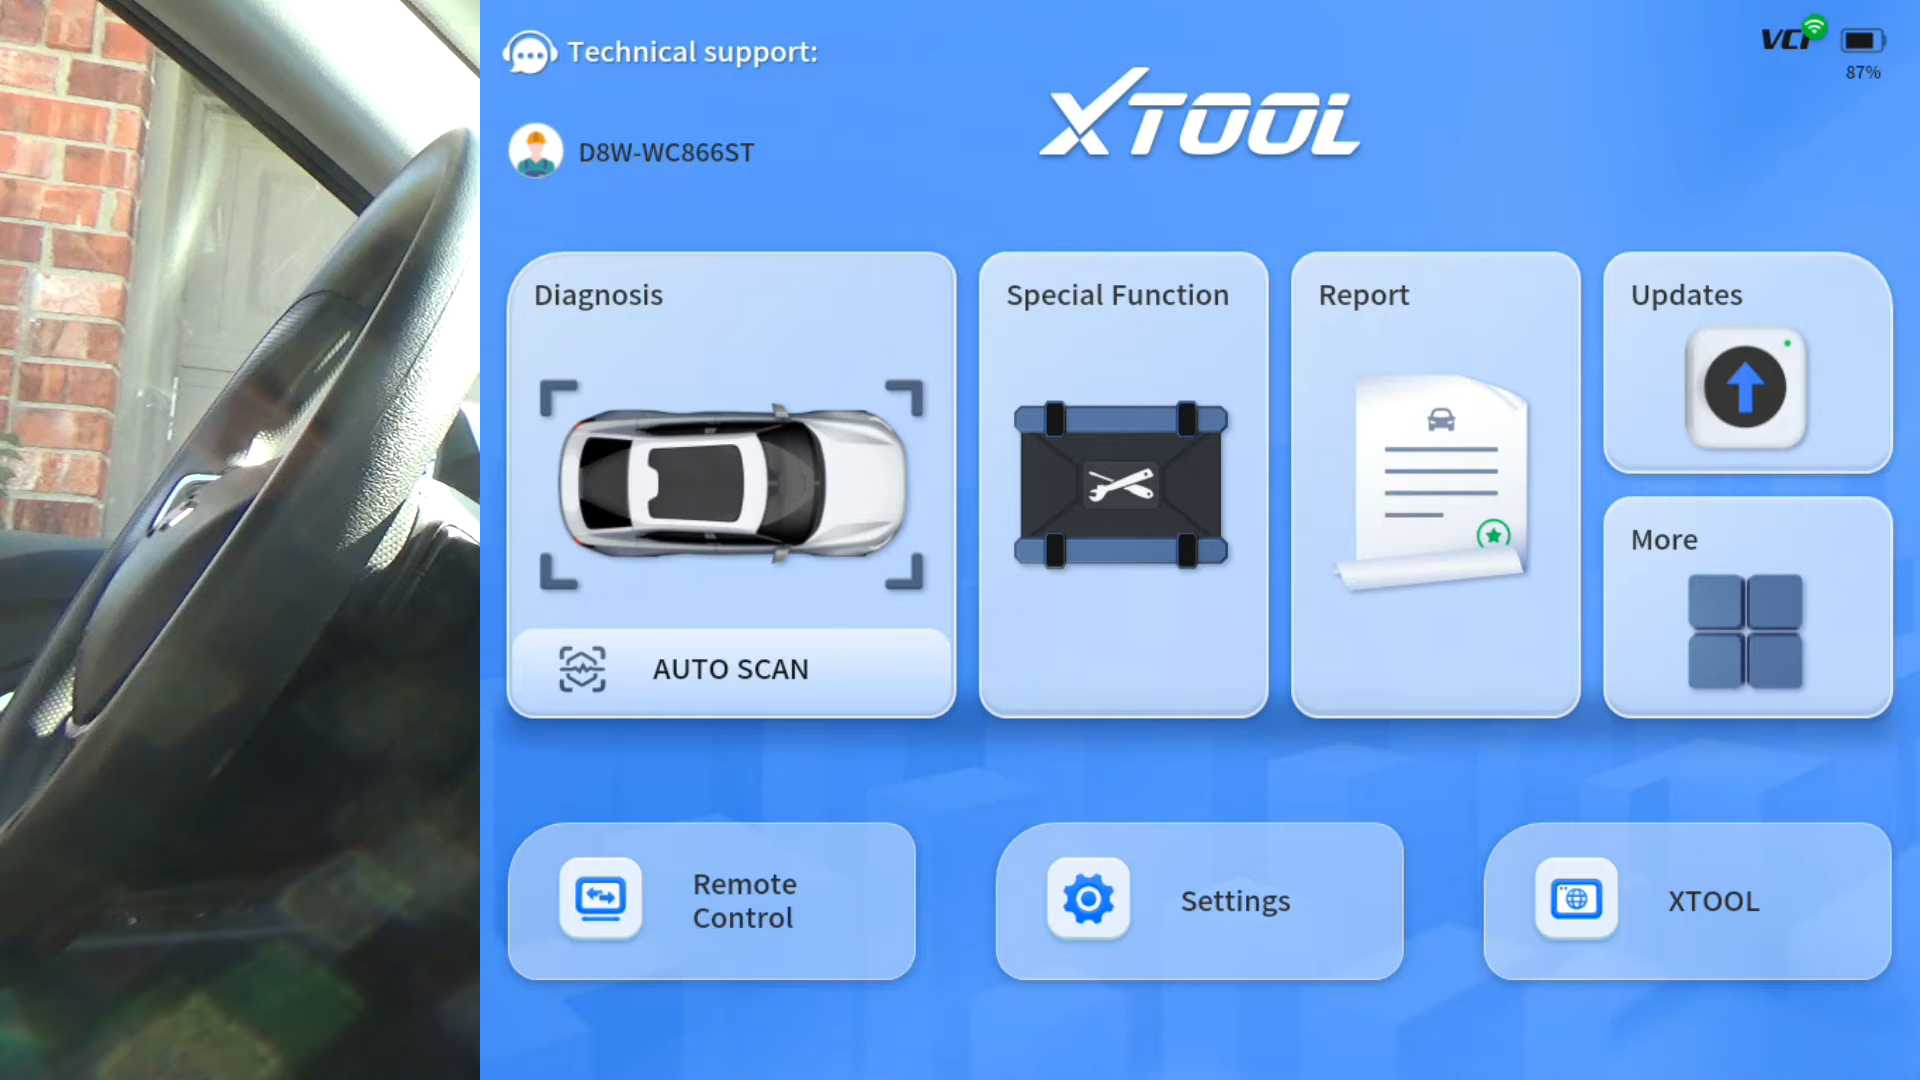 Technical support:
VCI
87%
XTOOL
D8W-WC866ST
Diagnosis
Special Function
Report
Updates
More
AUTO SCAN
Remote
Control
Settings
XTOOL